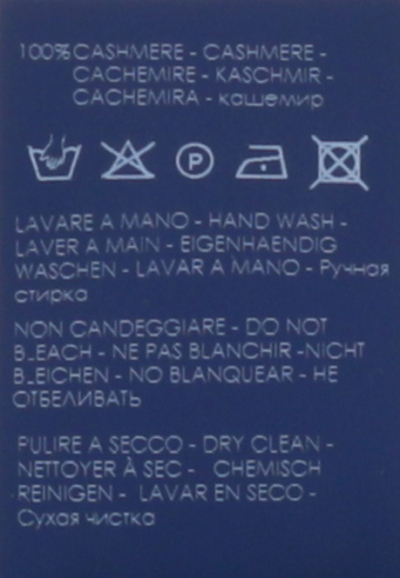 100% CASHMERE - CASHMERE -
CACHEMIRE - KASCHMIR -
CACHEMIRA - кашемир
P
LAVARE A MANO - HAND WASH -
LAVER A MAIN - EIGENHAENDIG
WASCHEN - LAVAR A MANO - Ручная
стирка
NON CANDEGGIARE - DO NOT
BLEACH - NE PAS BLANCHIR -NICHT
BLEICHEN - NO BLANQUEAR - НЕ
ОТБЕЛИВАТЬ
PULIRE A SECCO - DRY CLEAN -
NETTOYER À SEC - CHEMISCH
REINIGEN - LAVAR EN SECO -
Сухая чистка